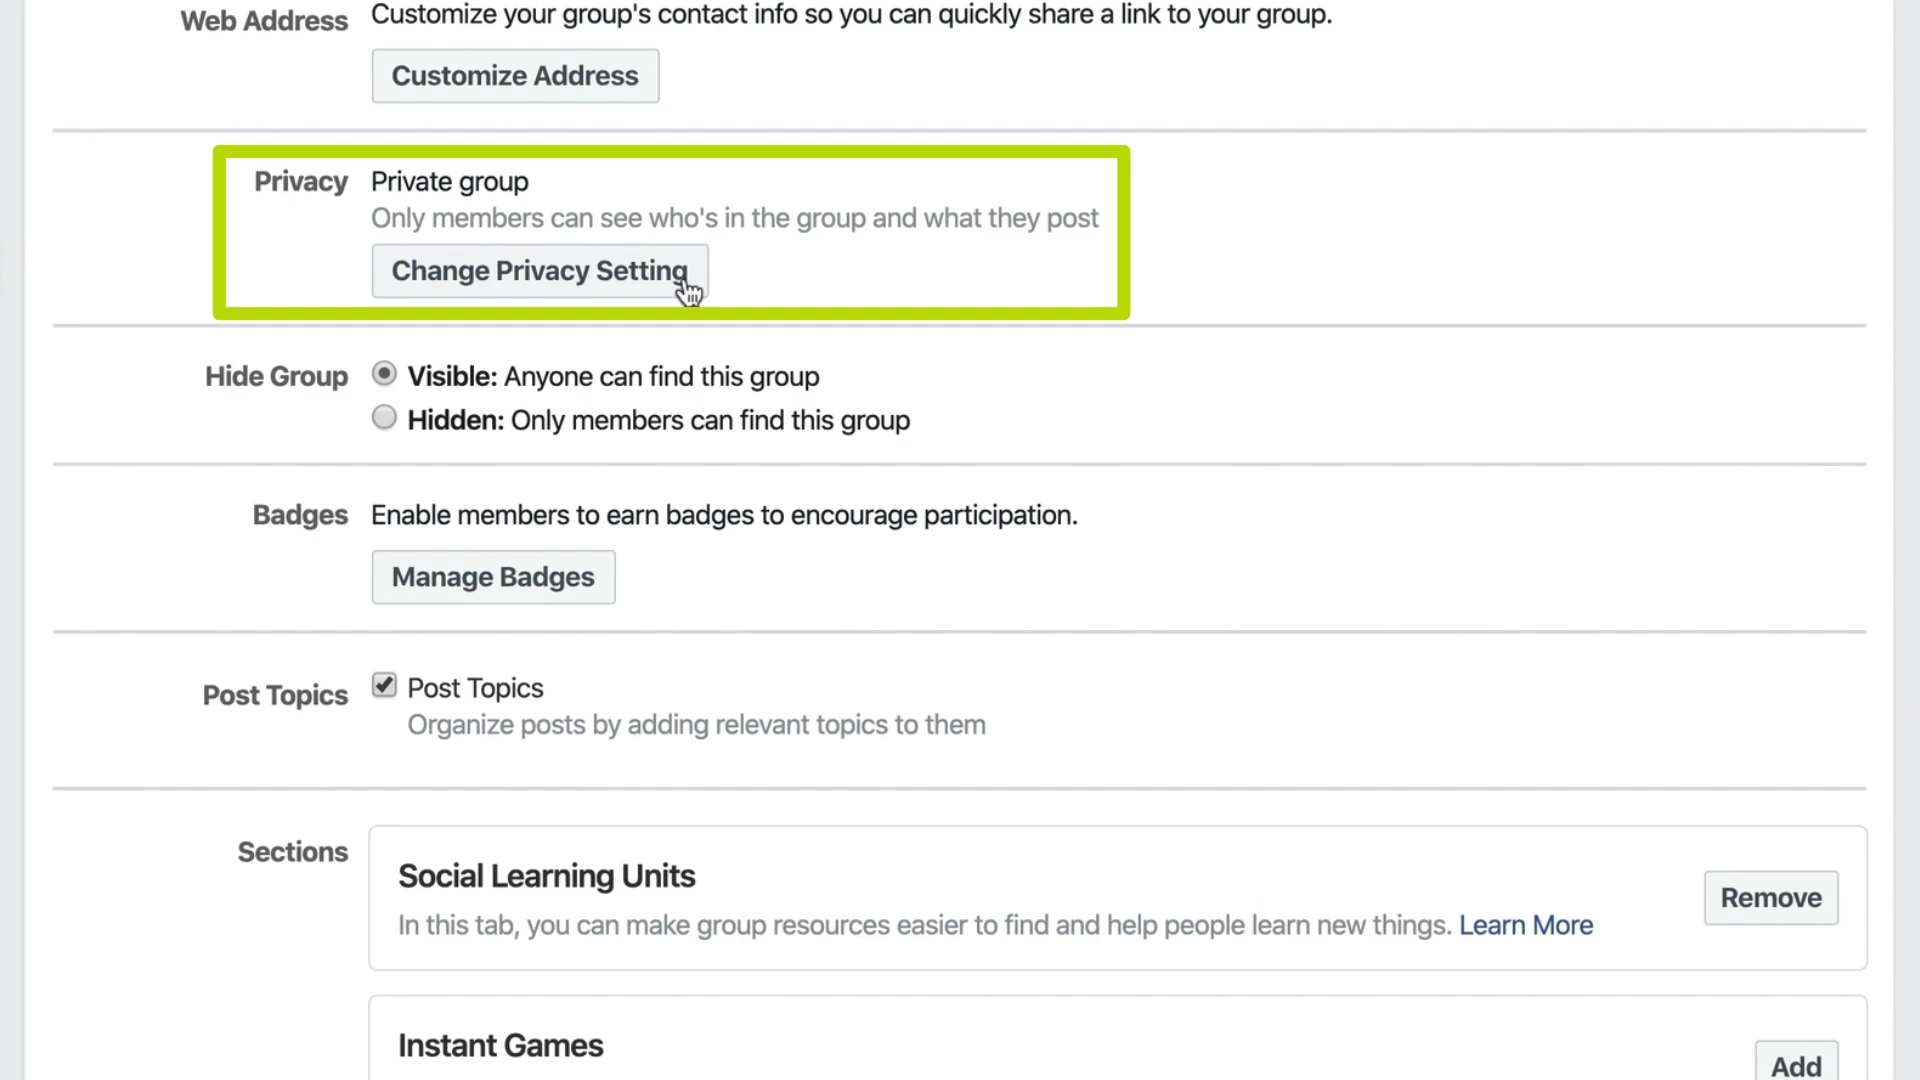 Web Address
Customize your group's contact info so you can quickly share a link to your group.
Customize Address
Privacy
Private group
Only members can see who's in the group and what they post
Change Privacy Setting
Hide Group
Visible: Anyone can find this group
Hidden: Only members can find this group
Badges
Enable members to earn badges to encourage participation.
Manage Badges
Post Topics
Post Topics
Organize posts by adding relevant topics to them
Sections
Social Learning Units
Remove
In this tab, you can make group resources easier to find and help people learn new things. Learn More
Instant Games
Add